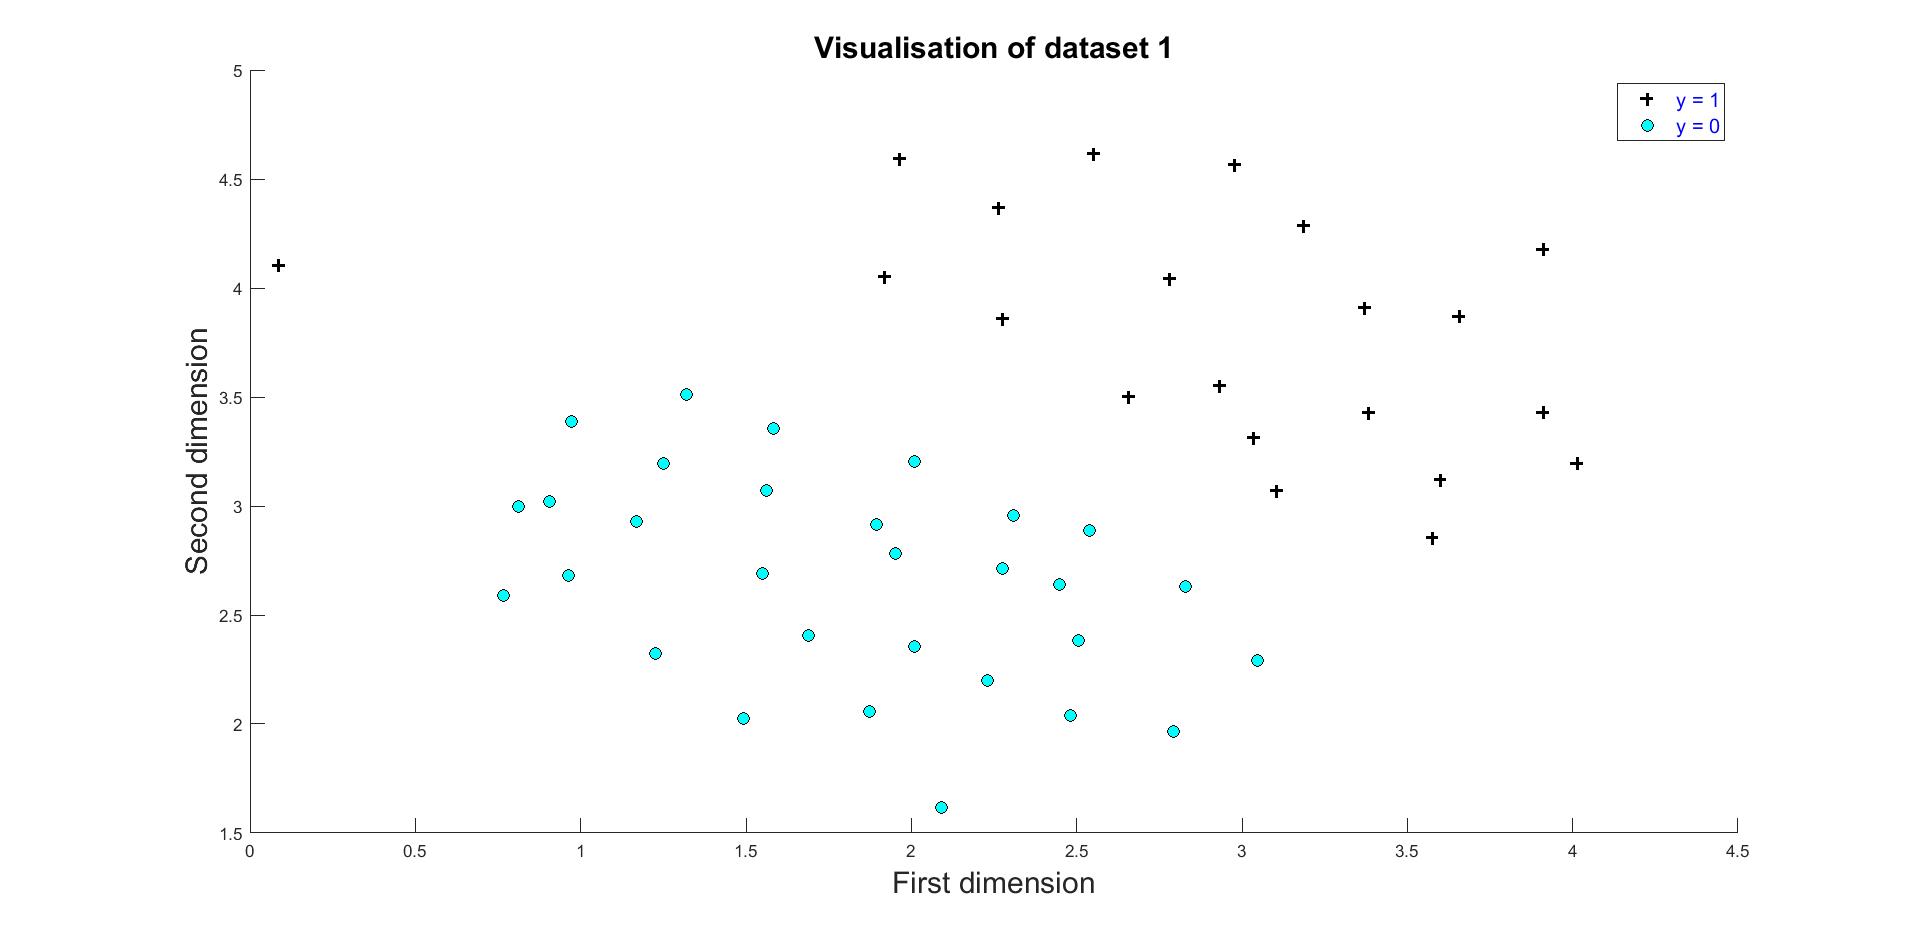 Visualisation of dataset 1
y = 1
y = 0
5
4.5
4
3.5
3
2.5
2
1.5
Second dimension
0 0.5 1 1.5 2 2.5 3 3.5 4 4.5
First dimension